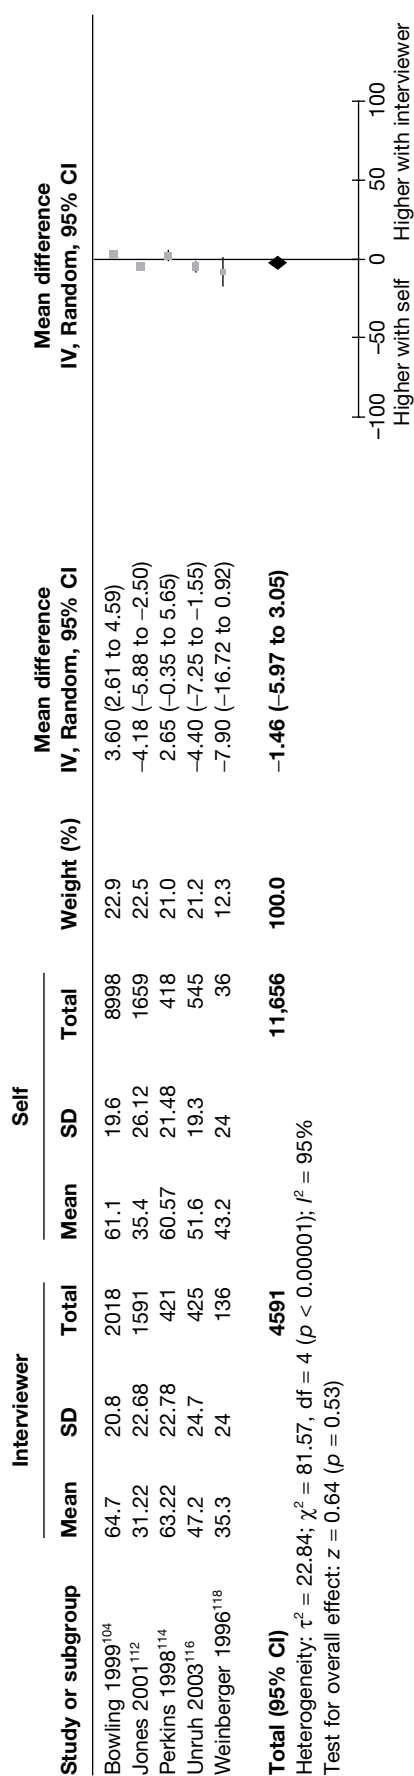 Interviewer Self Mean difference Mean difference
Study or subgroup Mean SD Total Mean SD Total Weight (%) IV, Random, 95% CI IV, Random, 95% CI
Bowling 1999104 64.7 20.8 2018 61.1 19.6 8998 22.9 3.60 (2.61 to 4.59)
Jones 2001112 31.22 22.68 1591 35.4 26.12 1659 22.5 −4.18 (−5.88 to −2.50)
Perkins 1998114 63.22 22.78 421 60.57 21.48 418 21.0 2.65 (−0.35 to 5.65)
Unruh 2003116 47.2 24.7 425 51.6 19.3 545 21.2 −4.40 (−7.25 to −1.55)
Weinberger 1996118 35.3 24 136 43.2 24 36 12.3 −7.90 (−16.72 to 0.92)
Total (95% CI) 4591 11,656 100.0 −1.46 (−5.97 to 3.05)
Heterogeneity: τ2 = 22.84; χ2 = 81.57, df = 4 (p < 0.00001); I2 = 95%
Test for overall effect: z = 0.64 (p = 0.53)
−100 −50 0 50 100
Higher with self Higher with interviewer